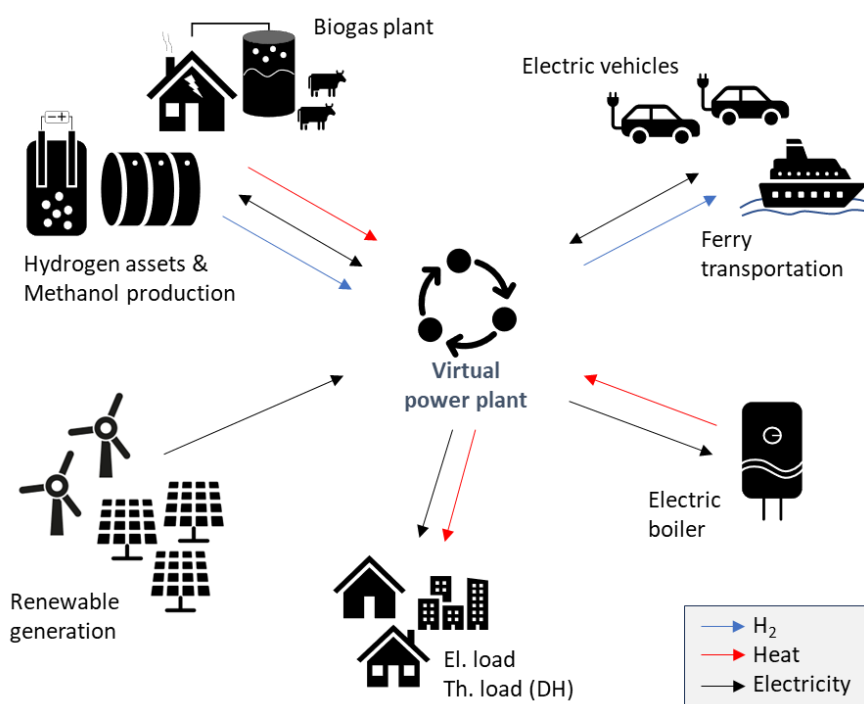 Biogas plant
Electric vehicles
− +
Hydrogen assets &
Methanol production
Ferry
transportation
Virtual
power plant
Electric
boiler
Renewable
generation
El. load
Th. load (DH)
H₂
Heat
Electricity